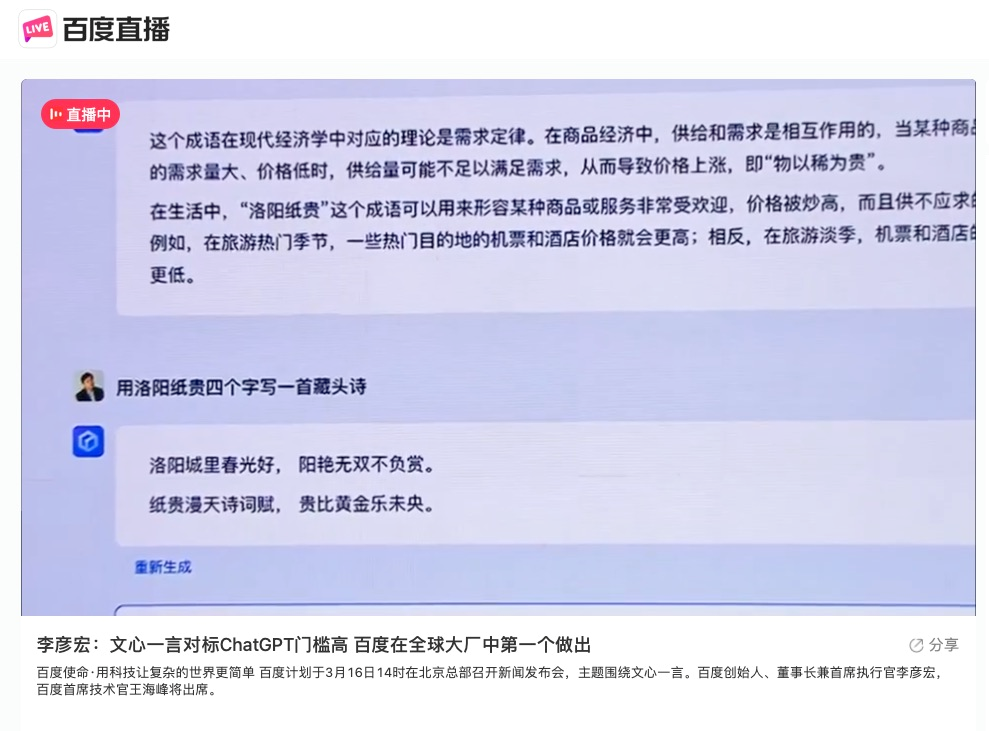 LIVE 百度直播
直播中
这个成语在现代经济学中对应的理论是需求定律。在商品经济中，供给和需求是相互作用的，当某种商品
的需求量大、价格低时，供给量可能不足以满足需求，从而导致价格上涨，即“物以稀为贵”。
在生活中，“洛阳纸贵”这个成语可以用来形容某种商品或服务非常受欢迎，价格被炒高，而且供不应求的
例如，在旅游热门季节，一些热门目的地的机票和酒店价格就会更高；相反，在旅游淡季，机票和酒店的
更低。
用洛阳纸贵四个字写一首藏头诗
洛阳城里春光好， 阳艳无双不负赏。
纸贵漫天诗词赋， 贵比黄金乐未央。
重新生成
李彦宏：文心一言对标ChatGPT门槛高 百度在全球大厂中第一个做出
分享
百度使命·用科技让复杂的世界更简单 百度计划于3月16日14时在北京总部召开新闻发布会，主题围绕文心一言。百度创始人、董事长兼首席执行官李彦宏，
百度首席技术官王海峰将出席。